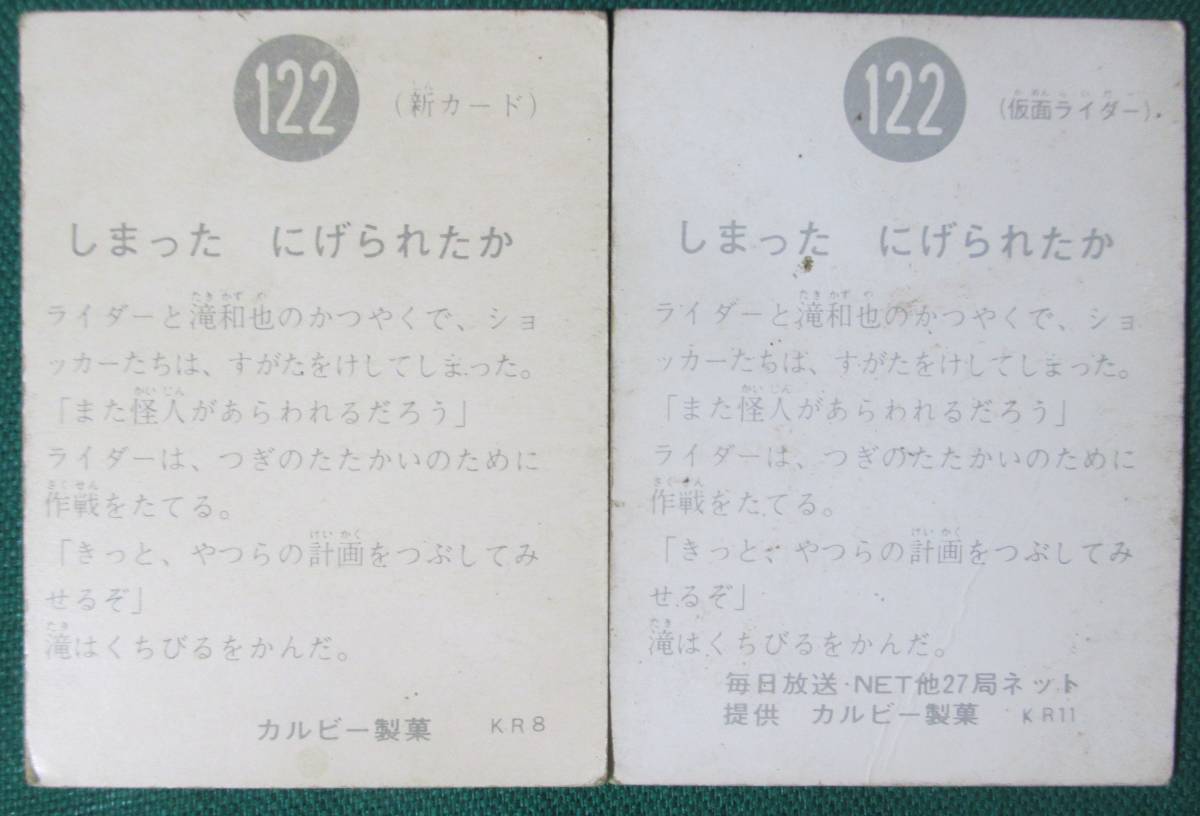 122
(新カード)
しまった　にげられたか
ライダーと滝和也のかつやくで、ショ
ッカーたちは、すがたをけしてしまった。
「また怪人があらわれるだろう」
ライダーは、つぎのたたかいのために
作戦をたてる。
「きっと、やつらの計画をつぶしてみ
せるぞ」
滝はくちびるをかんだ。
カルビー製菓　KR8
122
(仮面ライダー)
しまった　にげられたか
ライダーと滝和也のかつやくで、ショ
ッカーたちは、すがたをけしてしまった。
「また怪人があらわれるだろう」
ライダーは、つぎのたたかいのために
作戦をたてる。
「きっと、やつらの計画をつぶしてみ
せるぞ」
滝はくちびるをかんだ。
毎日放送・NET他27局ネット
提供　カルビー製菓　KR11